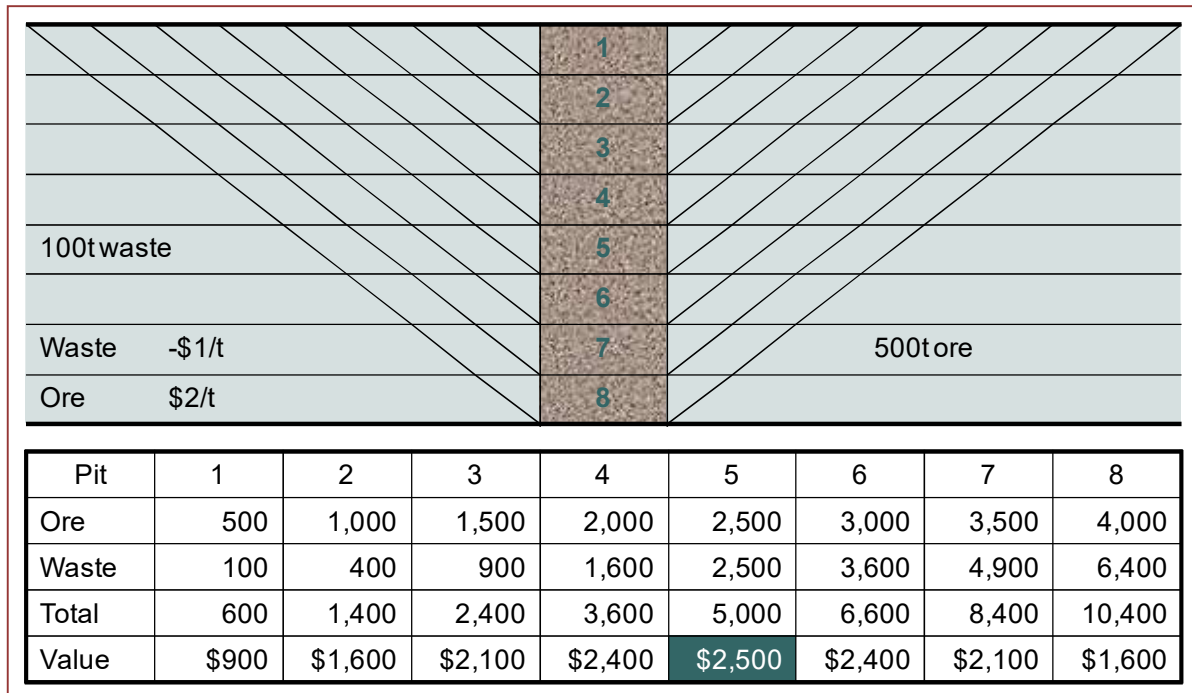 1
2
3
4
100t waste 5
6
Waste -$1/t 7 500t ore
Ore $2/t 8
Pit 1 2 3 4 5 6 7 8
Ore 500 1,000 1,500 2,000 2,500 3,000 3,500 4,000
Waste 100 400 900 1,600 2,500 3,600 4,900 6,400
Total 600 1,400 2,400 3,600 5,000 6,600 8,400 10,400
Value $900 $1,600 $2,100 $2,400 $2,500 $2,400 $2,100 $1,600